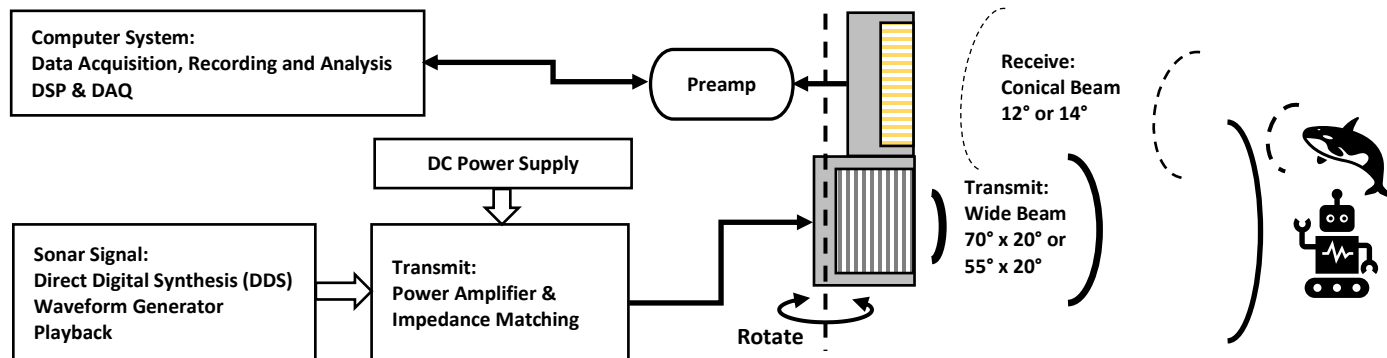 Computer System:
Data Acquisition, Recording and Analysis
DSP & DAQ
Preamp
Receive:
Conical Beam
12° or 14°
DC Power Supply
Transmit:
Wide Beam
70° x 20° or
55° x 20°
Sonar Signal:
Direct Digital Synthesis (DDS)
Waveform Generator
Playback
Transmit:
Power Amplifier &
Impedance Matching
Rotate